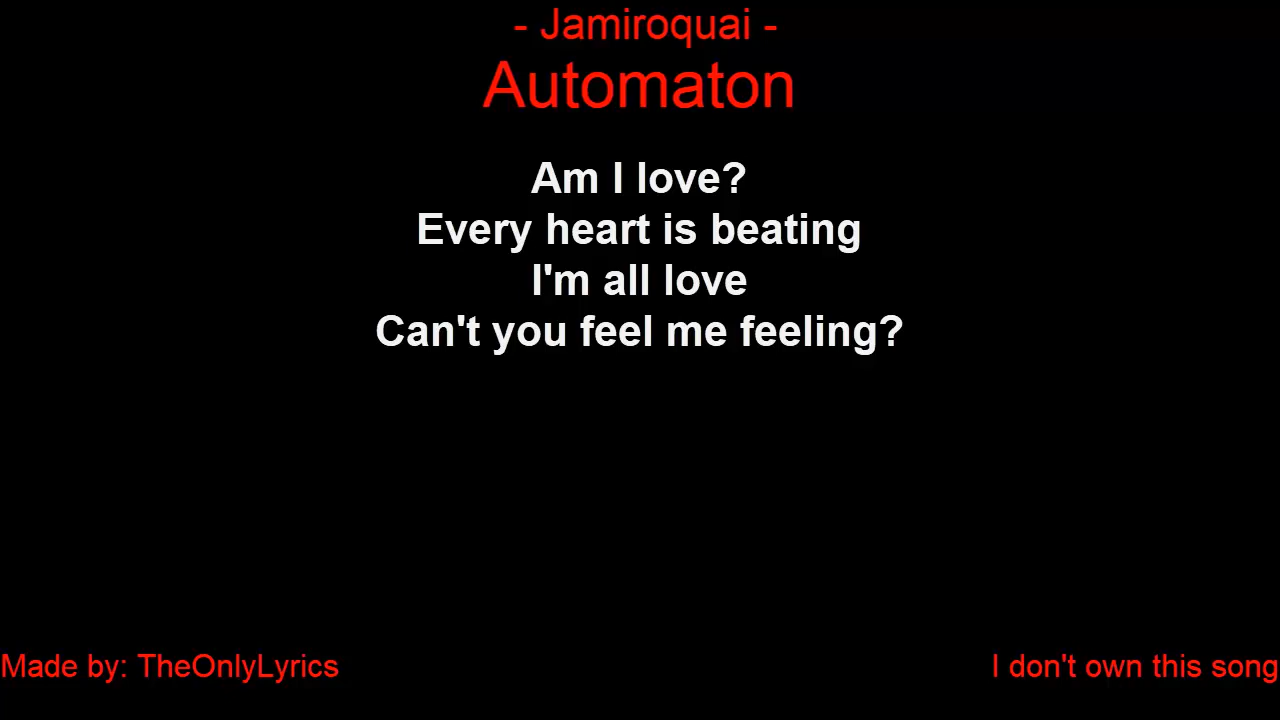 - Jamiroquai -
Automaton
Am I love?
Every heart is beating
I'm all love
Can't you feel me feeling?
Made by: TheOnlyLyrics
I don't own this song